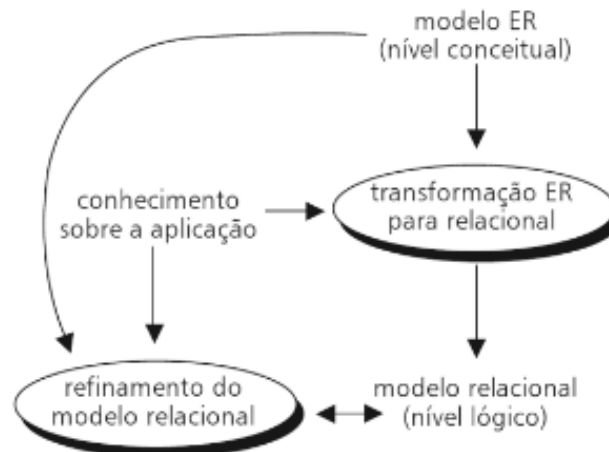 modelo ER
(nível conceitual)
conhecimento
sobre a aplicação
transformação ER
para relacional
refinamento do
modelo relacional
modelo relacional
(nível lógico)